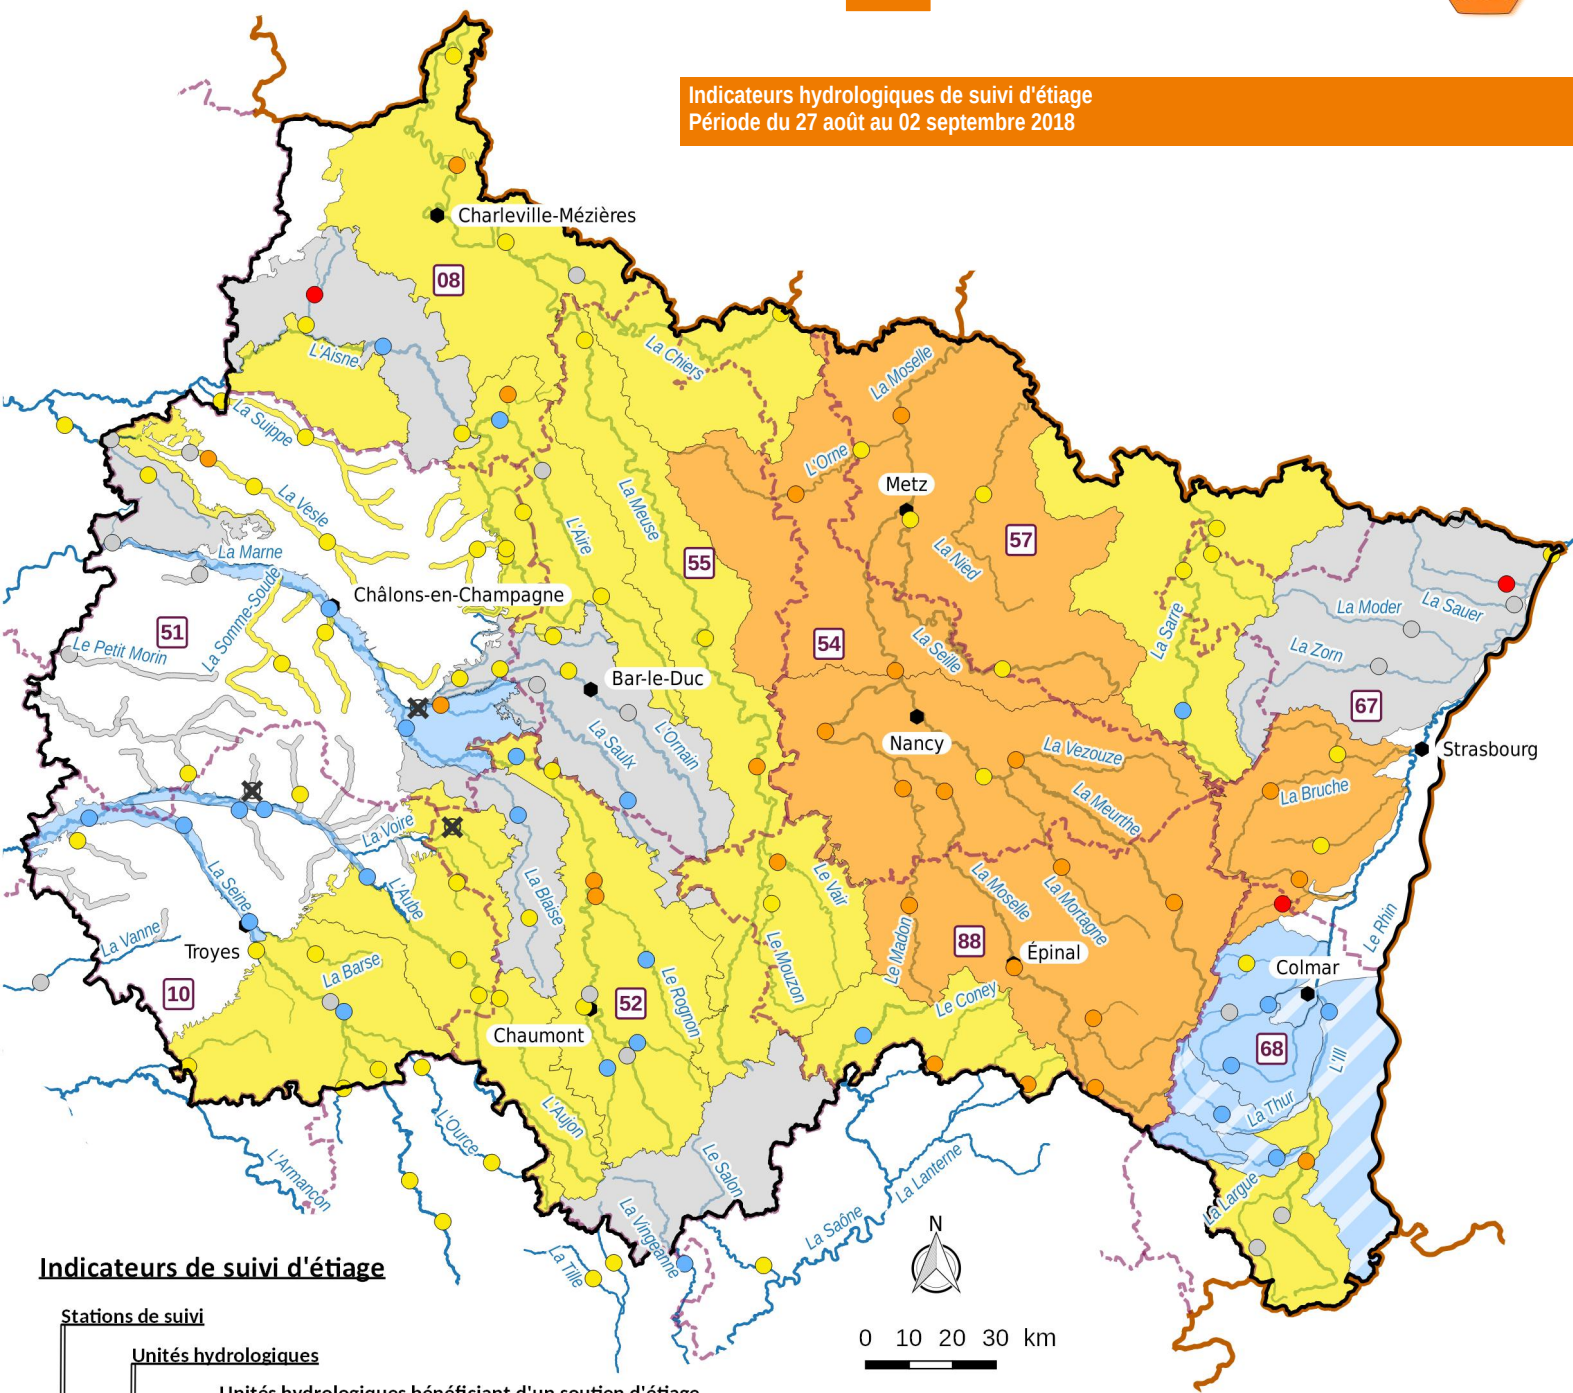 Indicateurs hydrologiques de suivi d'étiage
Période du 27 août au 02 septembre 2018
Charleville-Mézières
08
L'Aisne
La Chiers
La Moselle
La Suippe
L'Orne
Metz
La Vesle
La Meuse
L'Aire
57
La Nied
55
La Marne
Châlons-en-Champagne
La Somme-Soude
51
Le Petit Morin
54
La Seille
La Sarre
La Moder
La Sauer
La Zorn
67
Bar-le-Duc
La Saulx
L'Ornain
Nancy
La Vezouze
Strasbourg
La Meurthe
La Bruche
La Voire
La Seine
L'Aube
La Blaise
Le Vair
La Moselle
La Mortagne
Le Madon
Le Rhin
La Vanne
Troyes
La Barse
10
Le Mouzon
88
Épinal
Colmar
Le Rognon
52
Le Coney
Chaumont
68
L'Ill
La Thur
L'Aujon
L'Ource
L'Armançon
Le Salon
La Lanterne
La Largue
La Vingeanne
La Saône
La Tille
N
Indicateurs de suivi d'étiage
Stations de suivi
Unités hydrologiques
Unités hydrologiques bénéficiant d'un soutien d'étiage
0 10 20 30 km